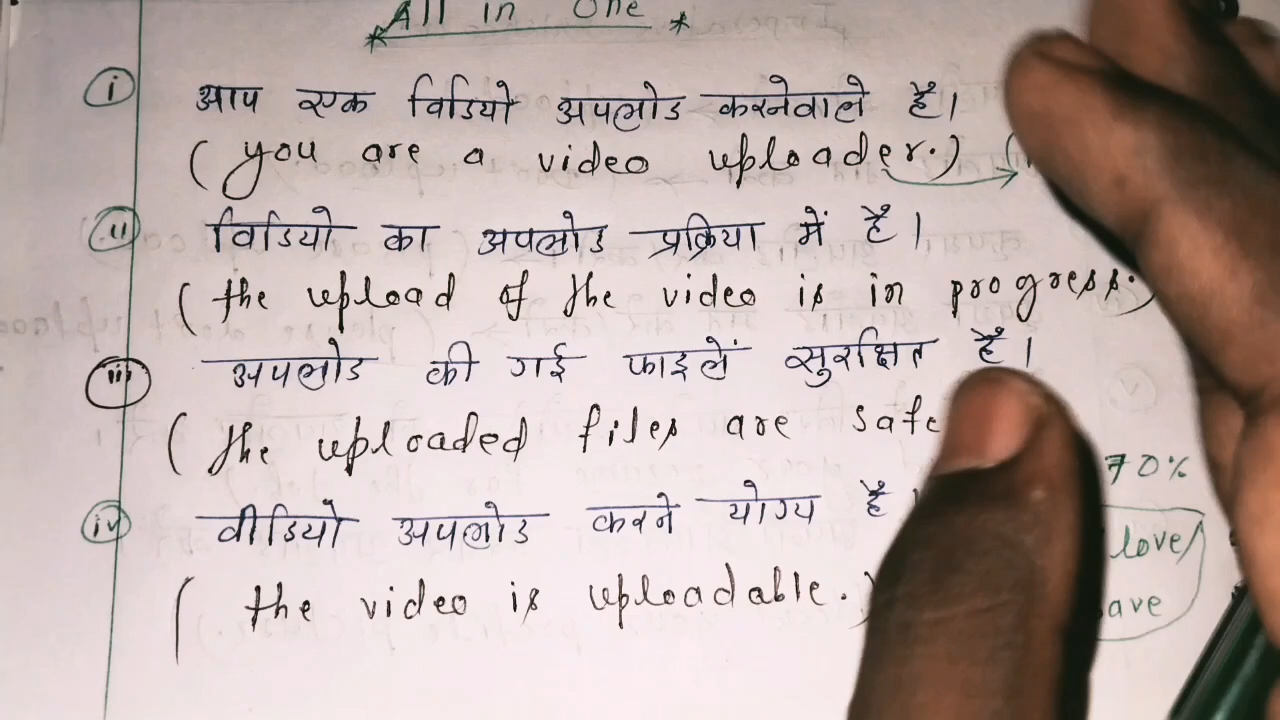 * All in One *
i आप एक विडियो अपलोड करनेवाले हैं।
( you are a video uploader.)
ii विडियो का अपलोड प्रक्रिया में है।
( the upload of the video is in progress.)
iii अपलोड की गई फाइलें सुरक्षित हैं।
( the uploaded files are safe
70%
iv वीडियो अपलोड करने योग्य है
love/
( the video is uploadable.)
ave